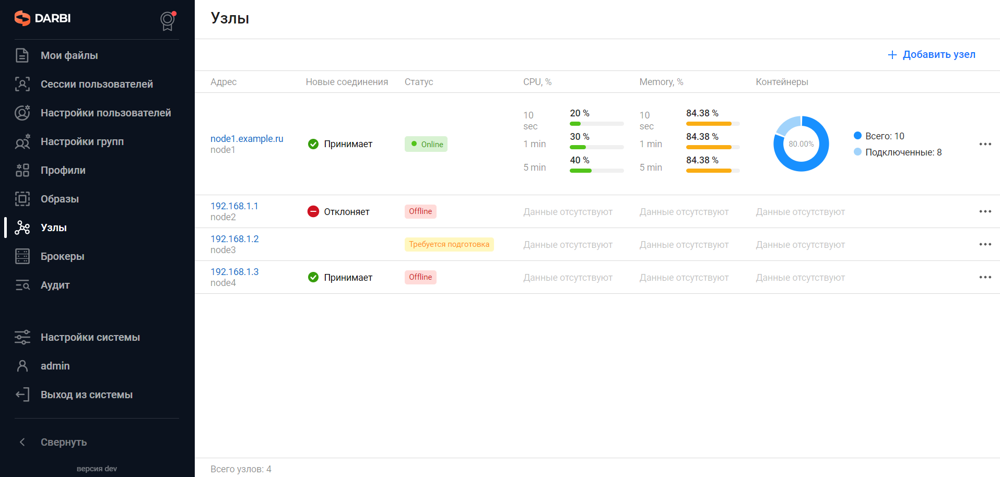 DARBI
Мои файлы
Сессии пользователей
Настройки пользователей
Настройки групп
Профили
Образы
Узлы
Брокеры
Аудит
Настройки системы
admin
Выход из системы
Свернуть
версия dev
Узлы
Добавить узел
Адрес Новые соединения Статус CPU, % Memory, % Контейнеры
node1.example.ru
node1
Принимает
Online
10 sec 20 %
1 min 30 %
5 min 40 %
10 sec 84.38 %
1 min 84.38 %
5 min 84.38 %
80.00%
Всего: 10
Подключенные: 8
192.168.1.1
node2
Отклоняет Offline Данные отсутствуют Данные отсутствуют Данные отсутствуют
192.168.1.2
node3
Требуется подготовка Данные отсутствуют Данные отсутствуют Данные отсутствуют
192.168.1.3
node4
Принимает Offline Данные отсутствуют Данные отсутствуют Данные отсутствуют
Всего узлов: 4